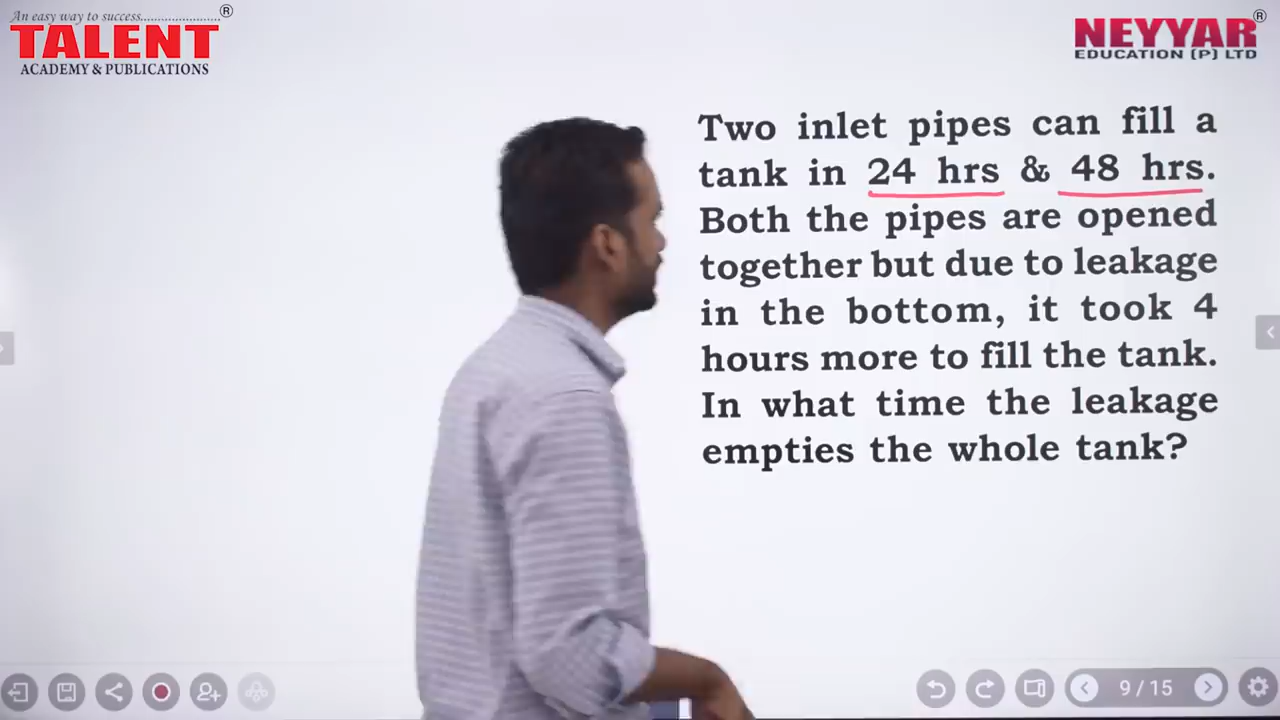 An easy way to success........................®
TALENT
ACADEMY & PUBLICATIONS
NEYYAR®
EDUCATION (P) LTD
Two inlet pipes can fill a
tank in 24 hrs & 48 hrs.
Both the pipes are opened
together but due to leakage
in the bottom, it took 4
hours more to fill the tank.
In what time the leakage
empties the whole tank?
9 / 15